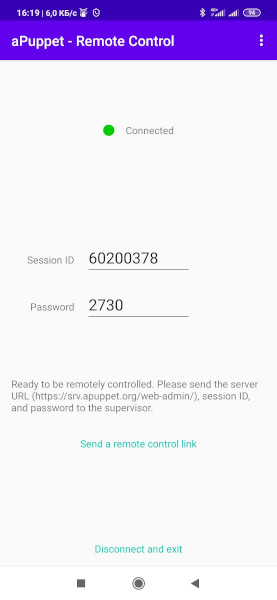 16:19 | 6,0 КБ/с
94
aPuppet - Remote Control
Connected
Session ID 60200378
Password 2730
Ready to be remotely controlled. Please send the server
URL (https://srv.apuppet.org/web-admin/), session ID,
and password to the supervisor.
Send a remote control link
Disconnect and exit